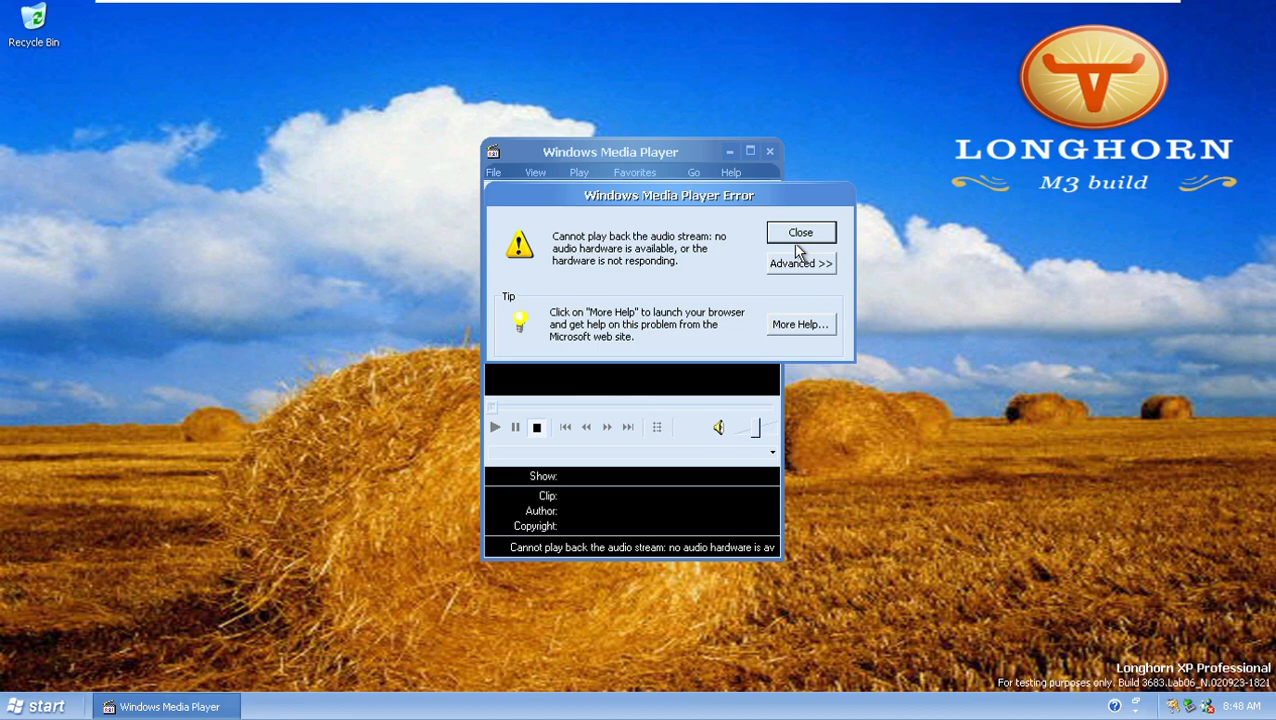 Recycle Bin
LONGHORN
M3 build
Windows Media Player
File View Play Favorites Go Help
Windows Media Player Error
Cannot play back the audio stream: no
audio hardware is available, or the
hardware is not responding.
Close
Advanced >>
Tip
Click on "More Help" to launch your browser
and get help on this problem from the
Microsoft web site.
More Help...
Show:
Clip:
Author:
Copyright:
Cannot play back the audio stream: no audio hardware is av
Longhorn XP Professional
For testing purposes only. Build 3683.Lab06_N.020923-1821
start
Windows Media Player
8:48 AM